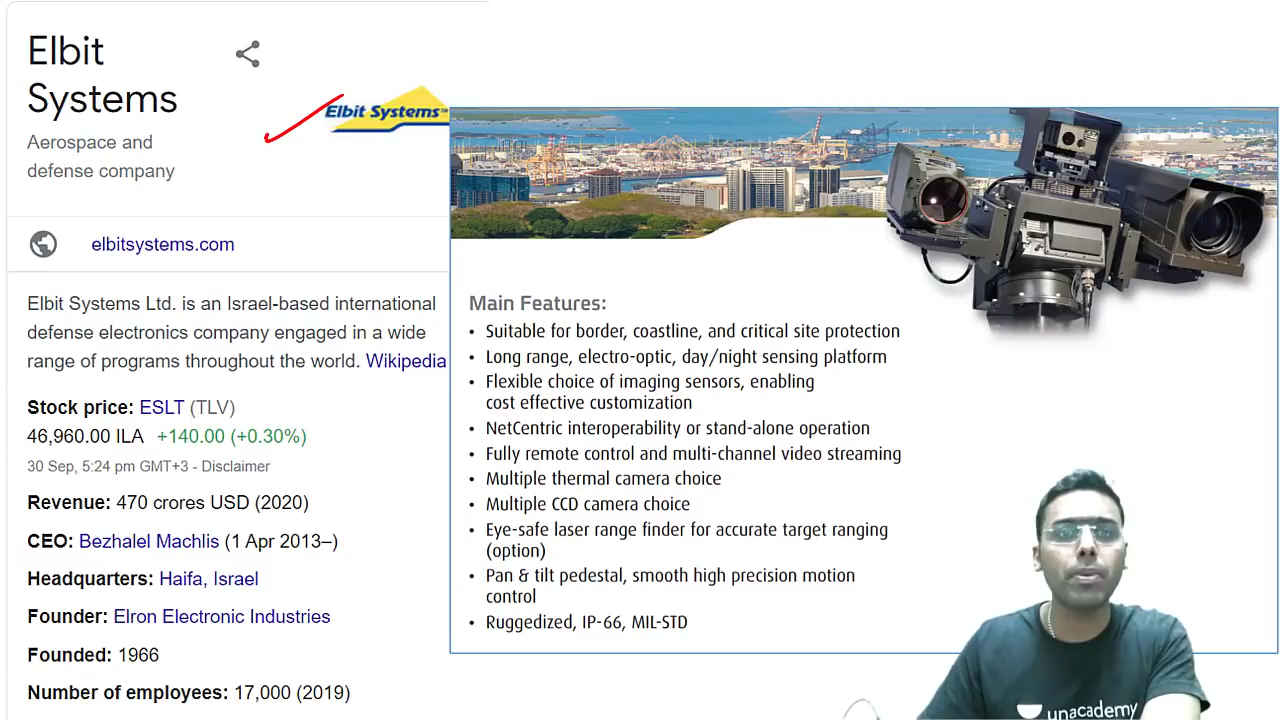 Elbit
Systems
Aerospace and
defense company
Elbit Systems
elbitsystems.com
Elbit Systems Ltd. is an Israel-based international
defense electronics company engaged in a wide
range of programs throughout the world. Wikipedia
Stock price: ESLT (TLV)
46,960.00 ILA +140.00 (+0.30%)
30 Sep, 5:24 pm GMT+3 - Disclaimer
Revenue: 470 crores USD (2020)
CEO: Bezhalel Machlis (1 Apr 2013–)
Headquarters: Haifa, Israel
Founder: Elron Electronic Industries
Founded: 1966
Number of employees: 17,000 (2019)
Main Features:
• Suitable for border, coastline, and critical site protection
• Long range, electro-optic, day/night sensing platform
• Flexible choice of imaging sensors, enabling
cost effective customization
• NetCentric interoperability or stand-alone operation
• Fully remote control and multi-channel video streaming
• Multiple thermal camera choice
• Multiple CCD camera choice
• Eye-safe laser range finder for accurate target ranging
(option)
• Pan & tilt pedestal, smooth high precision motion
control
• Ruggedized, IP-66, MIL-STD
unacademy